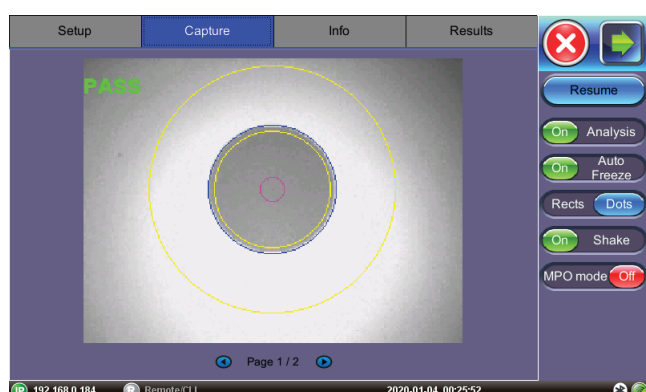 Setup
Capture
Info
Results
PASS
Resume
On Analysis
On Auto
Freeze
Rects Dots
On Shake
MPO mode Off
Page 1 / 2
IP 192.168.0.184 R Remote/CLI 2020-01-04 00:25:52